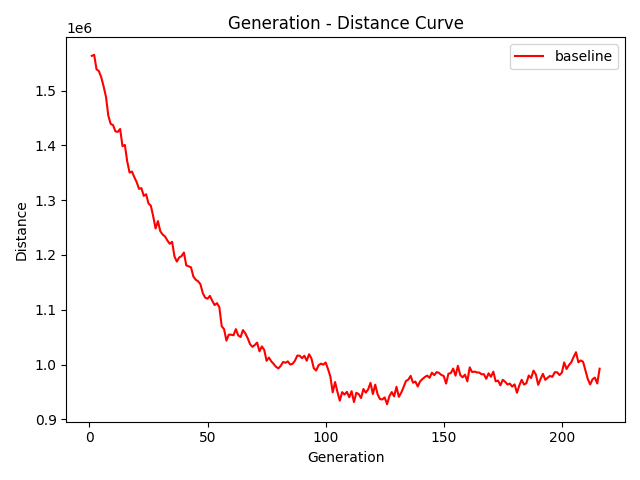 Generation - Distance Curve
1e6
baseline
1.5
1.4
1.3
1.2
1.1
1.0
0.9
Distance
0
50
100
150
200
Generation